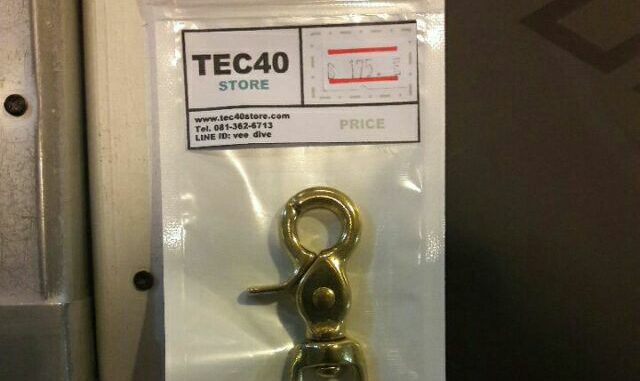 TEC40
STORE
175.
www.tec40store.com
Tel. 081-362-6713
LINE ID: vee_dive
PRICE